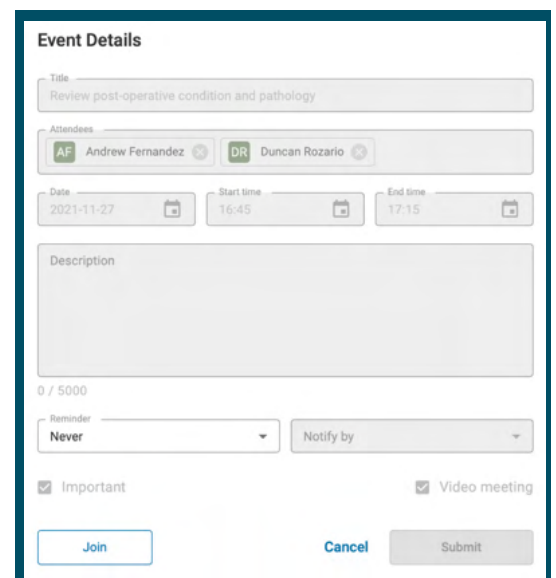 Event Details
Title
Review post-operative condition and pathology
Attendees
AF Andrew Fernandez DR Duncan Rozario
Date Start time End time
2021-11-27 16:45 17:15
Description
0 / 5000
Reminder
Never Notify by
Important Video meeting
Join Cancel Submit